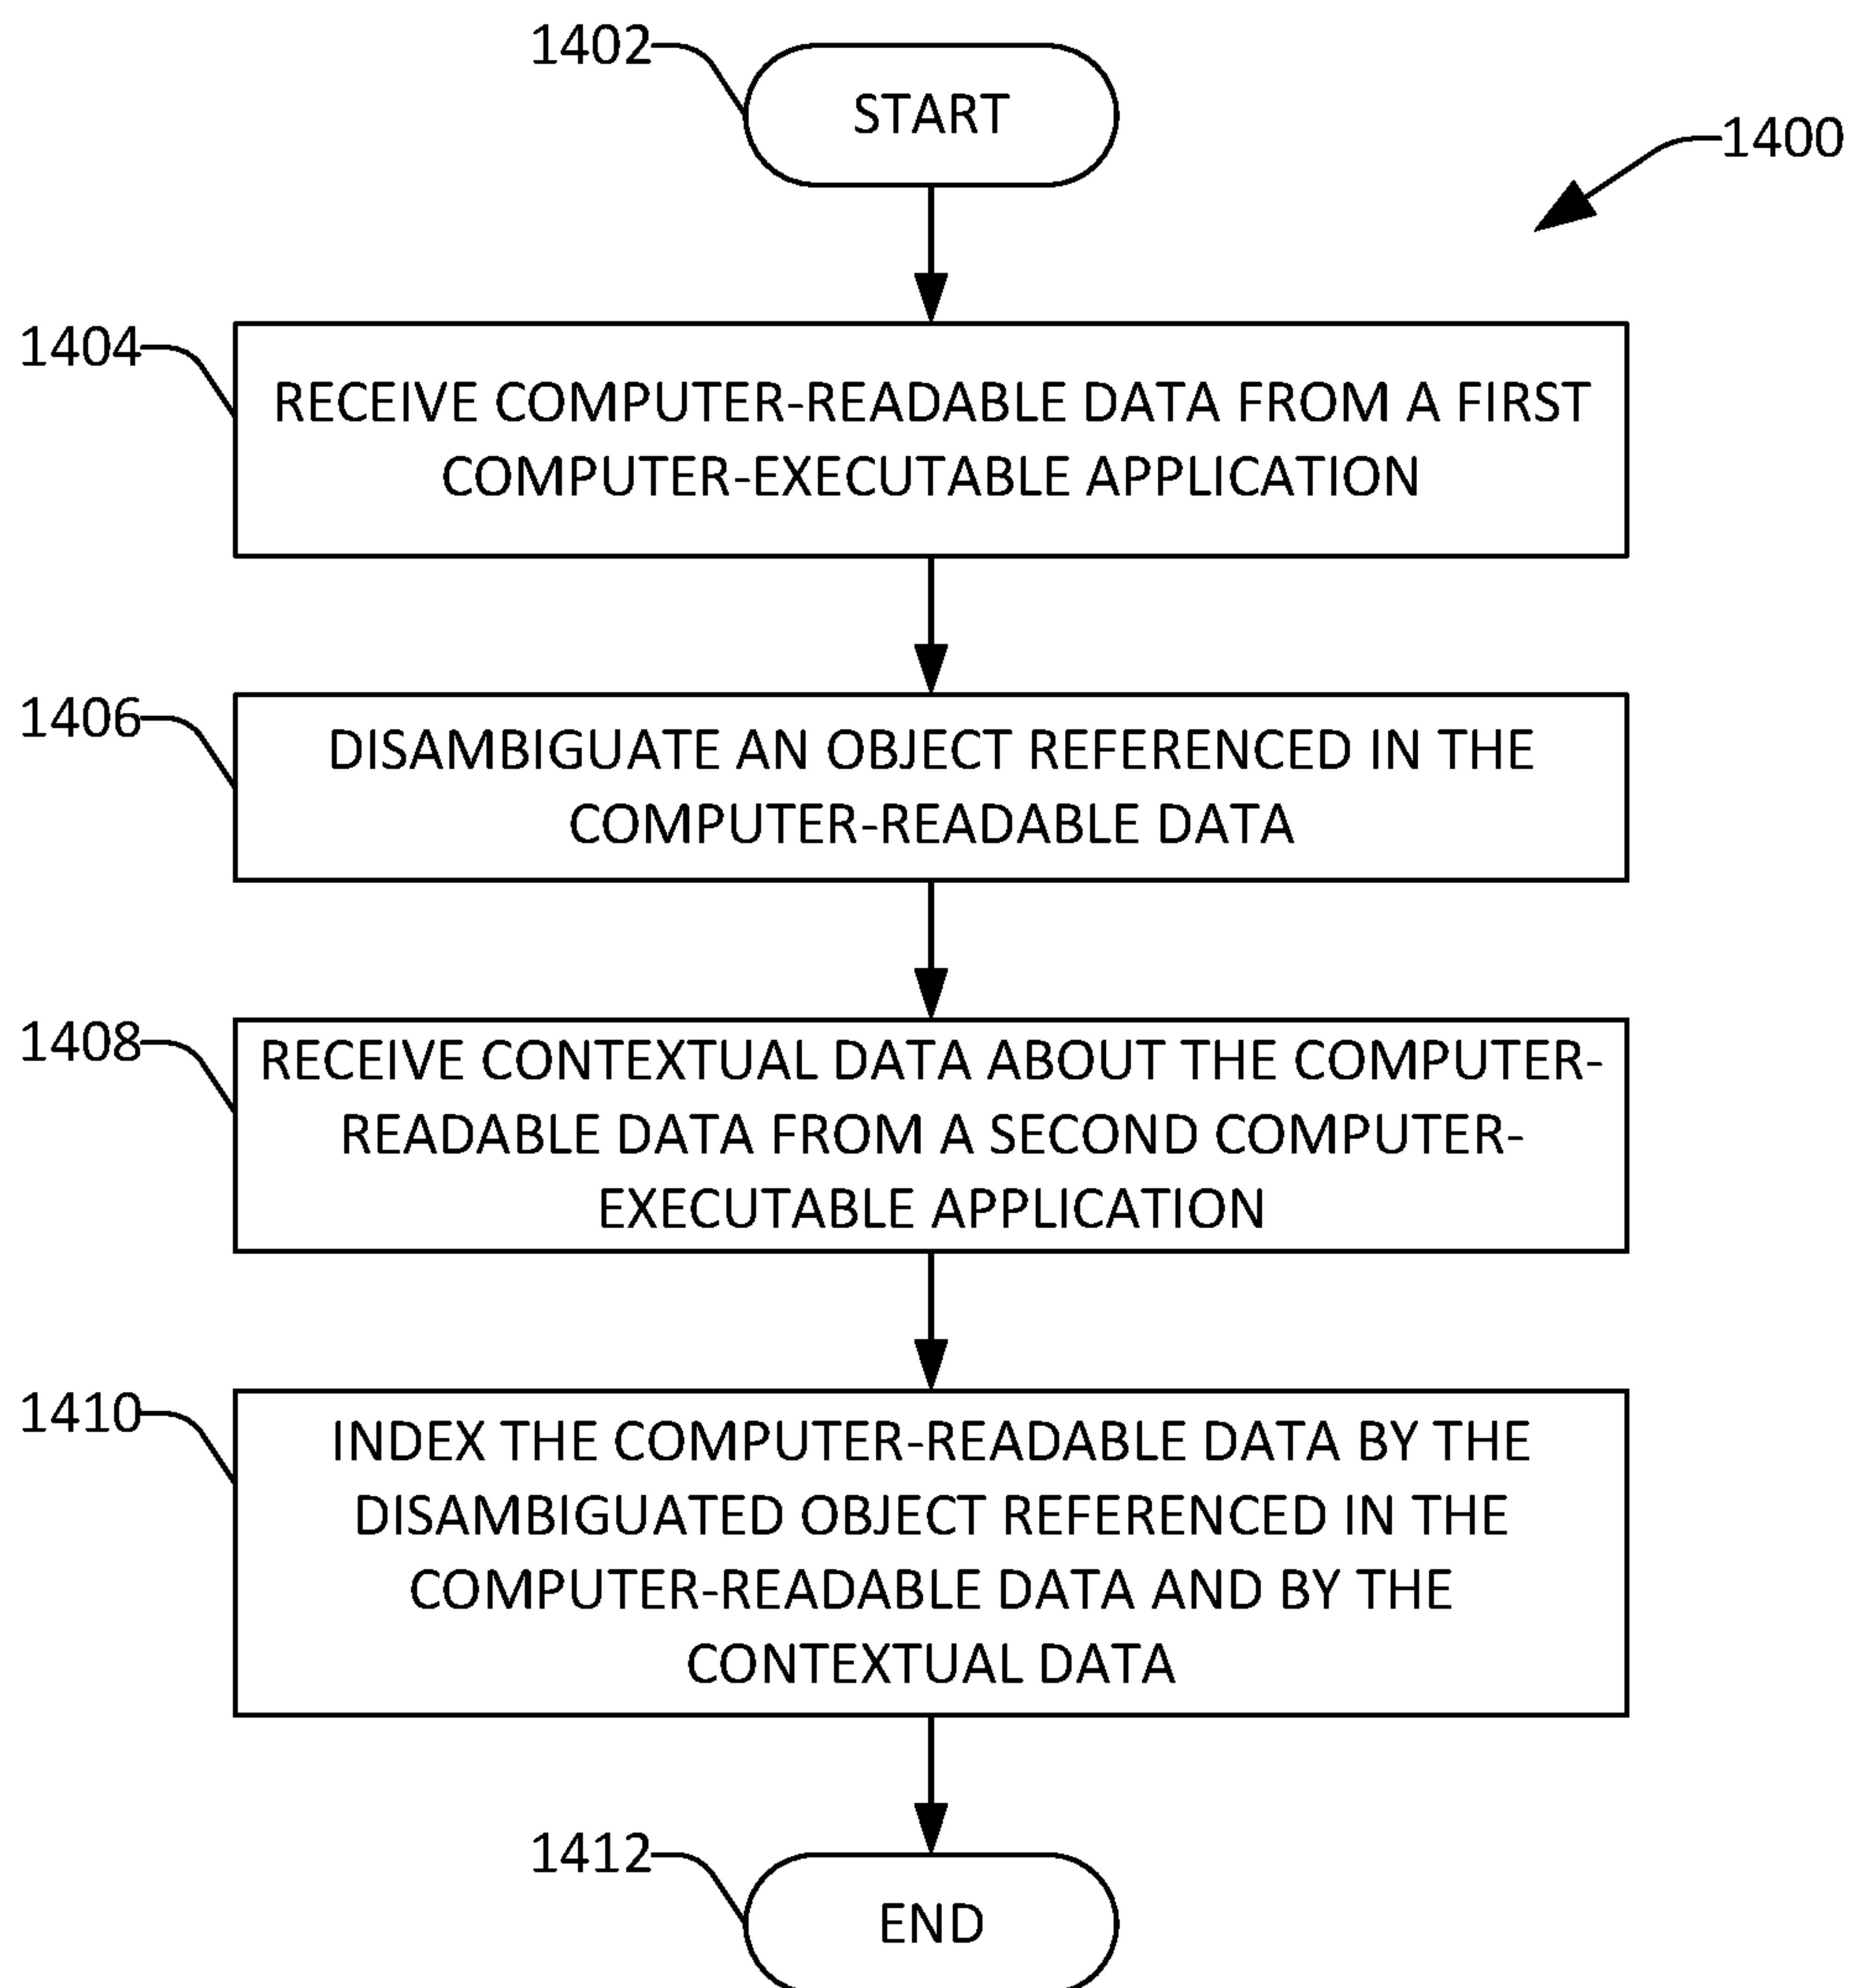 1402
START
1400
1404
RECEIVE COMPUTER-READABLE DATA FROM A FIRST
COMPUTER-EXECUTABLE APPLICATION
1406
DISAMBIGUATE AN OBJECT REFERENCED IN THE
COMPUTER-READABLE DATA
1408
RECEIVE CONTEXTUAL DATA ABOUT THE COMPUTER-
READABLE DATA FROM A SECOND COMPUTER-
EXECUTABLE APPLICATION
1410
INDEX THE COMPUTER-READABLE DATA BY THE
DISAMBIGUATED OBJECT REFERENCED IN THE
COMPUTER-READABLE DATA AND BY THE
CONTEXTUAL DATA
1412
END